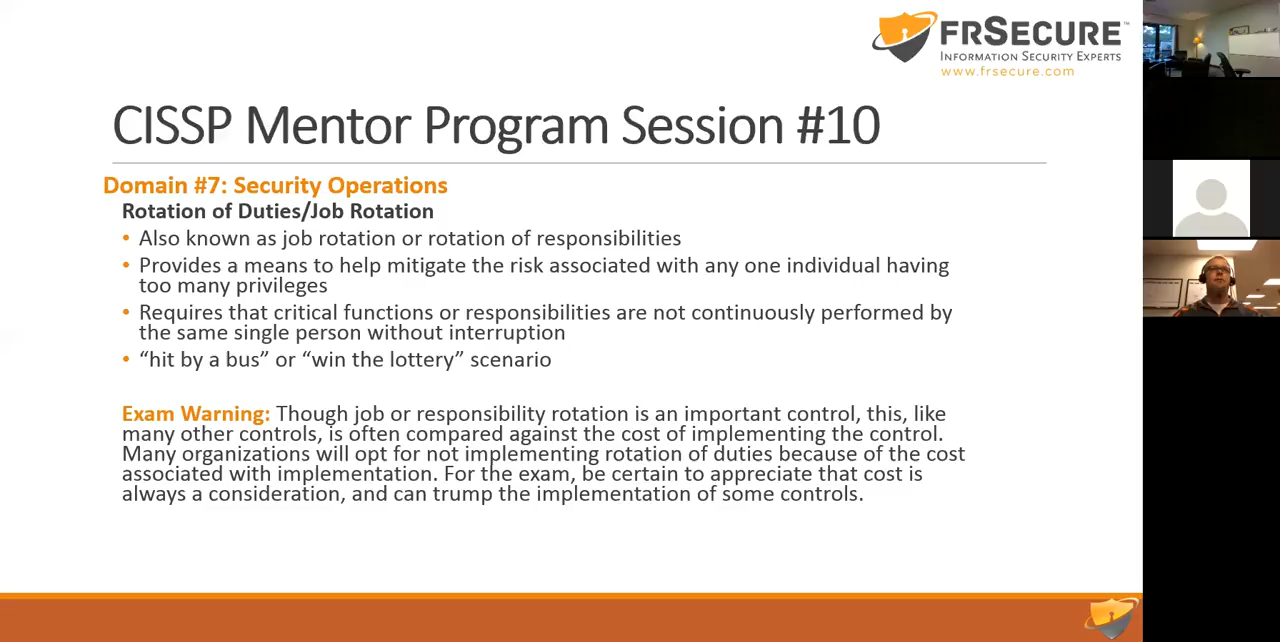 FRSECURE™
INFORMATION SECURITY EXPERTS
www.frsecure.com
CISSP Mentor Program Session #10
Domain #7: Security Operations
Rotation of Duties/Job Rotation
• Also known as job rotation or rotation of responsibilities
• Provides a means to help mitigate the risk associated with any one individual having
too many privileges
• Requires that critical functions or responsibilities are not continuously performed by
the same single person without interruption
• “hit by a bus” or “win the lottery” scenario
Exam Warning: Though job or responsibility rotation is an important control, this, like
many other controls, is often compared against the cost of implementing the control.
Many organizations will opt for not implementing rotation of duties because of the cost
associated with implementation. For the exam, be certain to appreciate that cost is
always a consideration, and can trump the implementation of some controls.